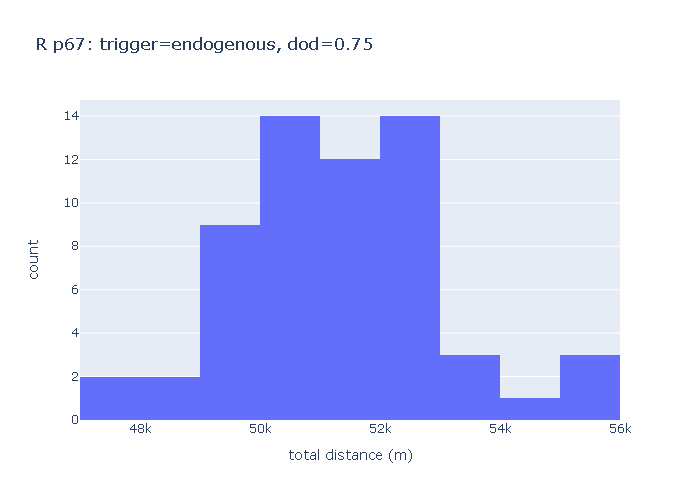 R p67: trigger=endogenous, dod=0.75
14
12
10
8
6
4
2
0
count
48k
50k
52k
54k
56k
total distance (m)